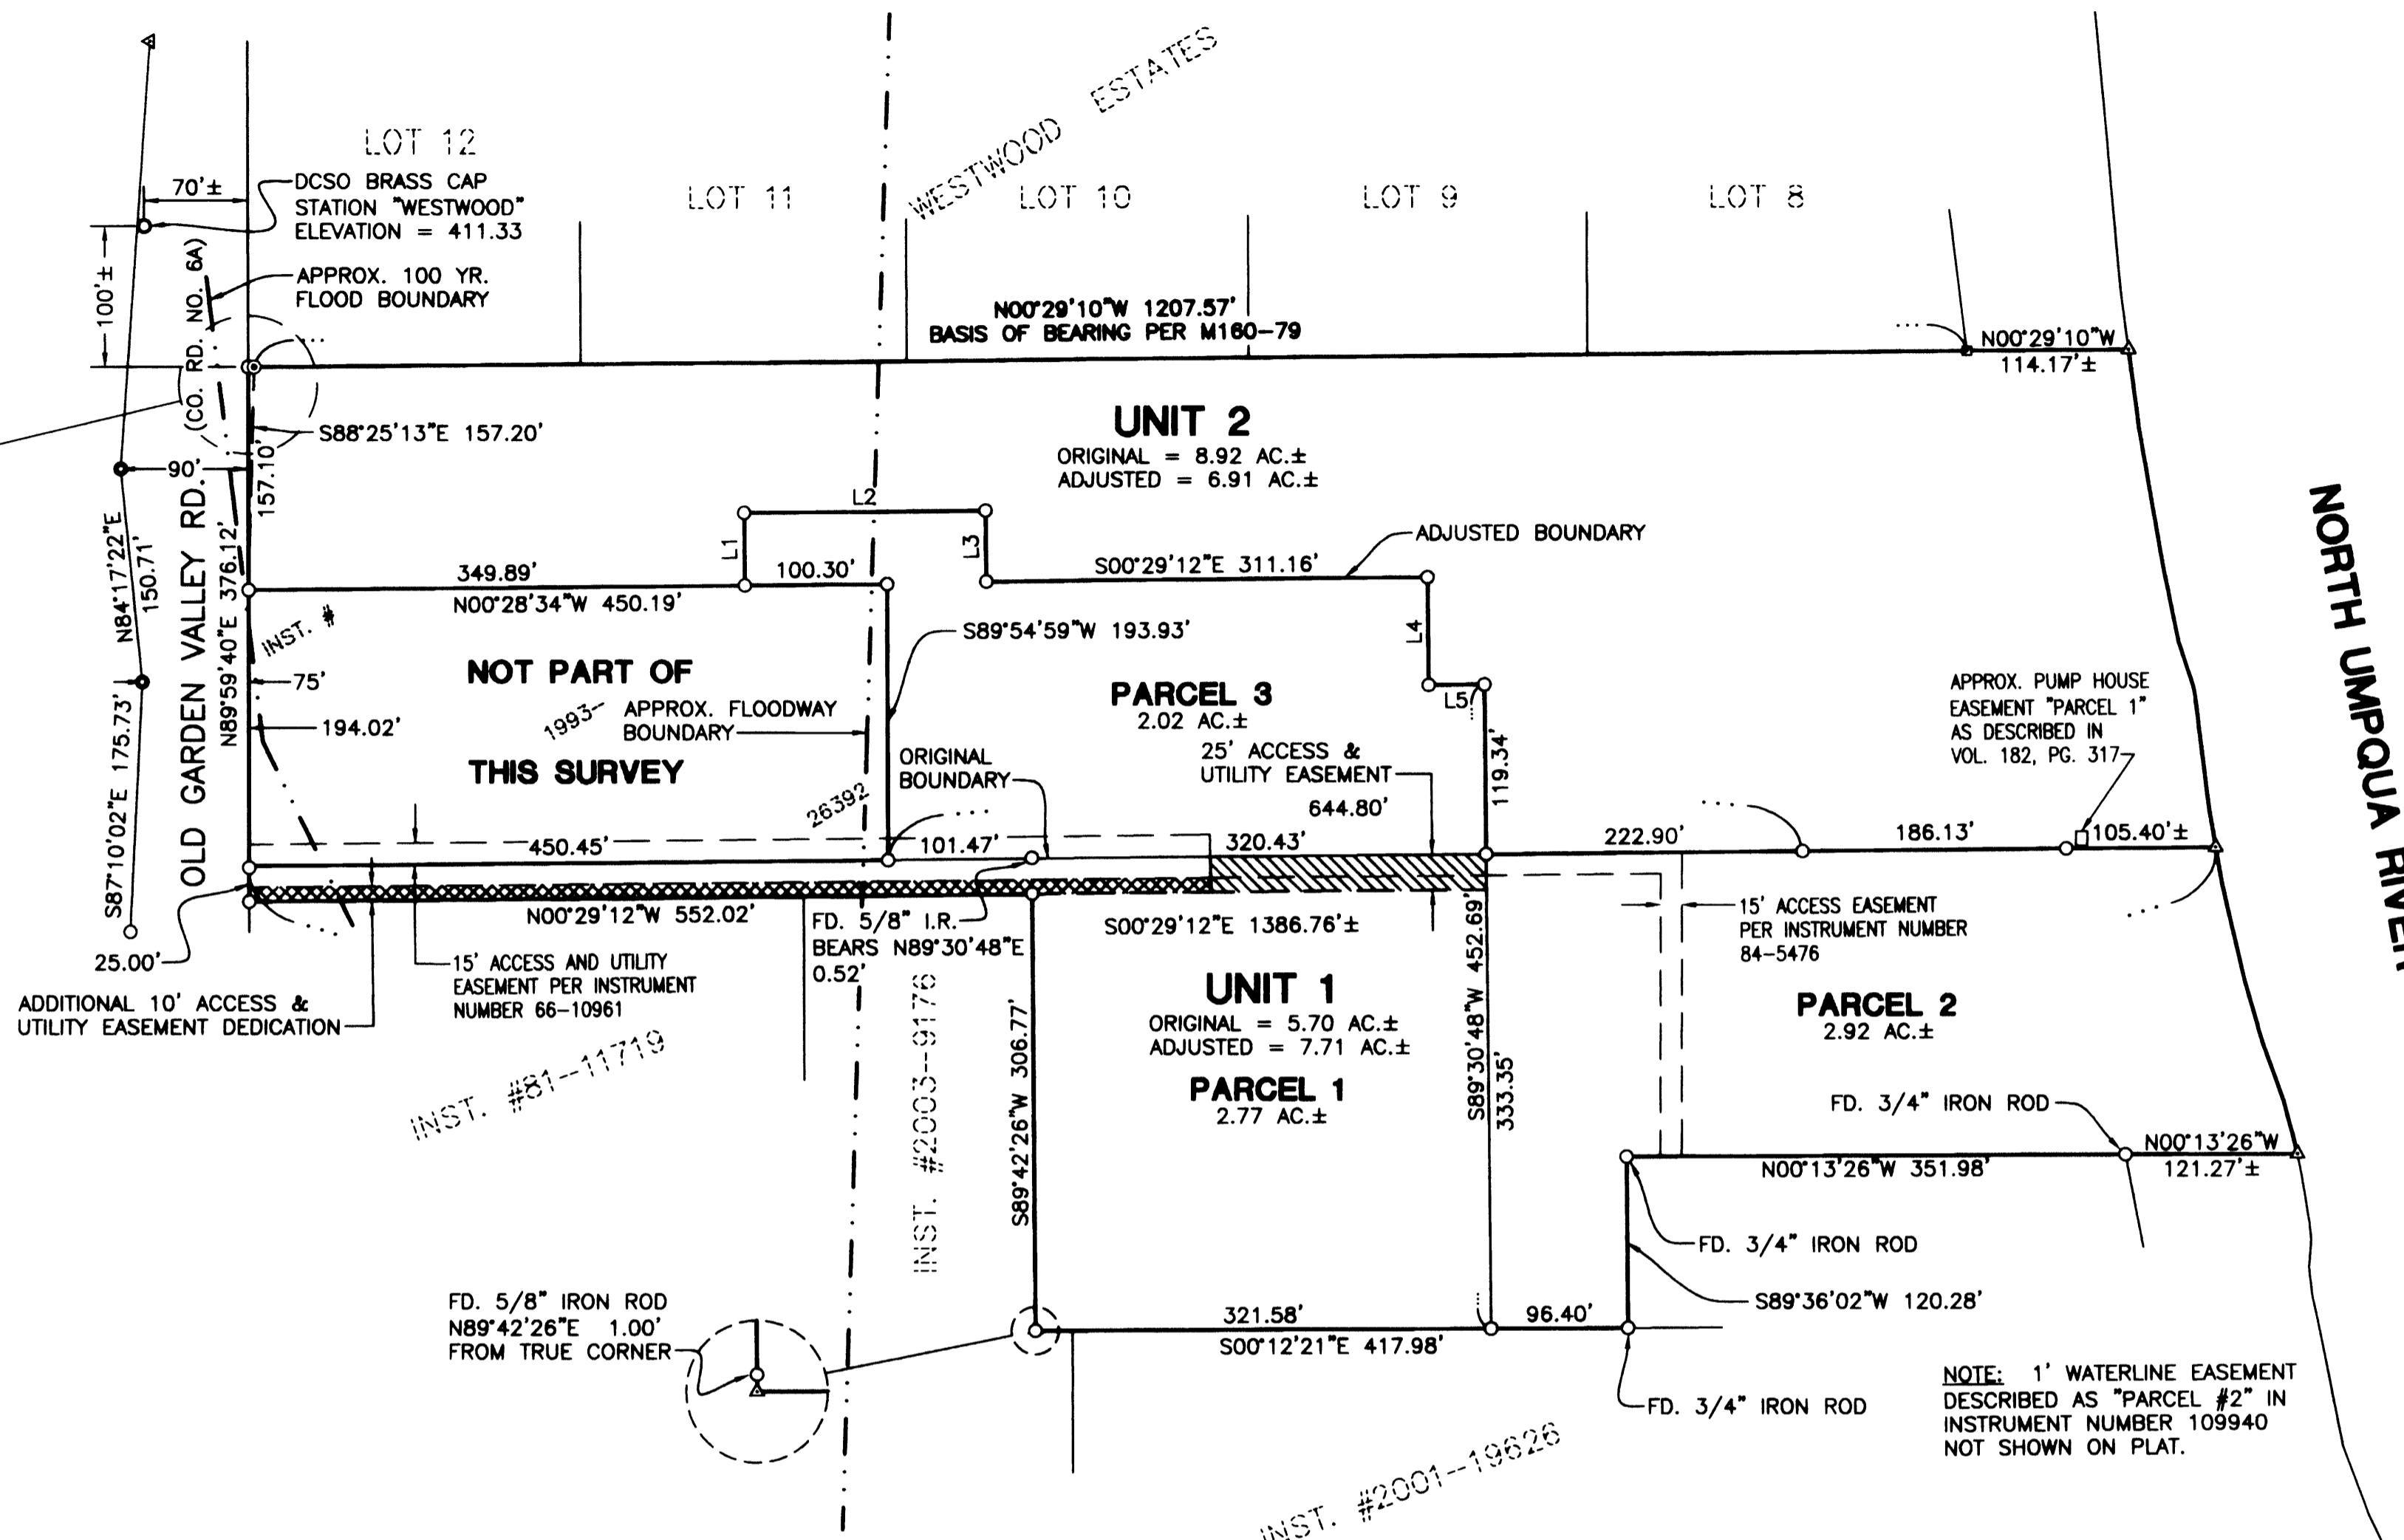 LOT 12
DCSO BRASS CAP
STATION "WESTWOOD"
ELEVATION = 411.33
70'±
100'±
APPROX. 100 YR.
FLOOD BOUNDARY
LOT 11
WESTWOOD ESTATES
LOT 10
LOT 9
LOT 8
N00°29'10"W 1207.57'
BASIS OF BEARING PER M160-79
N00°29'10"W
114.17'±
(CO. RD. NO. 6A)
OLD GARDEN VALLEY RD.
S88°25'13"E 157.20'
157.10'
90'
N84°17'22"E
150.71'
N89°59'40"E 376.12'
S87°10'02"E 175.73'
UNIT 2
ORIGINAL = 8.92 AC.±
ADJUSTED = 6.91 AC.±
L2
L1
L3
ADJUSTED BOUNDARY
349.89'
100.30'
N00°28'34"W 450.19'
S00°29'12"E 311.16'
L4
L5
INST. #
1993-
26392
75'
194.02'
NOT PART OF
THIS SURVEY
APPROX. FLOODWAY
BOUNDARY
S89°54'59"W 193.93'
PARCEL 3
2.02 AC.±
ORIGINAL
BOUNDARY
25' ACCESS &
UTILITY EASEMENT
644.80'
119.34'
APPROX. PUMP HOUSE
EASEMENT "PARCEL 1"
AS DESCRIBED IN
VOL. 182, PG. 317
NORTH UMPQUA RIVER
450.45'
101.47'
320.43'
222.90'
186.13'
105.40'±
N00°29'12"W 552.02'
FD. 5/8" I.R.
BEARS N89°30'48"E
0.52'
S00°29'12"E 1386.76'±
25.00'
ADDITIONAL 10' ACCESS &
UTILITY EASEMENT DEDICATION
15' ACCESS AND UTILITY
EASEMENT PER INSTRUMENT
NUMBER 66-10961
15' ACCESS EASEMENT
PER INSTRUMENT NUMBER
84-5476
UNIT 1
ORIGINAL = 5.70 AC.±
ADJUSTED = 7.71 AC.±
PARCEL 1
2.77 AC.±
S89°30'48"W 452.69'
333.35'
PARCEL 2
2.92 AC.±
INST. #81-11719
INST. #2003-9176
S89°42'26"W 306.77'
FD. 3/4" IRON ROD
N00°13'26"W
121.27'±
N00°13'26"W 351.98'
FD. 3/4" IRON ROD
S89°36'02"W 120.28'
FD. 5/8" IRON ROD
N89°42'26"E 1.00'
FROM TRUE CORNER
321.58'
96.40'
S00°12'21"E 417.98'
FD. 3/4" IRON ROD
INST. #2001-19626
NOTE: 1' WATERLINE EASEMENT
DESCRIBED AS "PARCEL #2" IN
INSTRUMENT NUMBER 109940
NOT SHOWN ON PLAT.